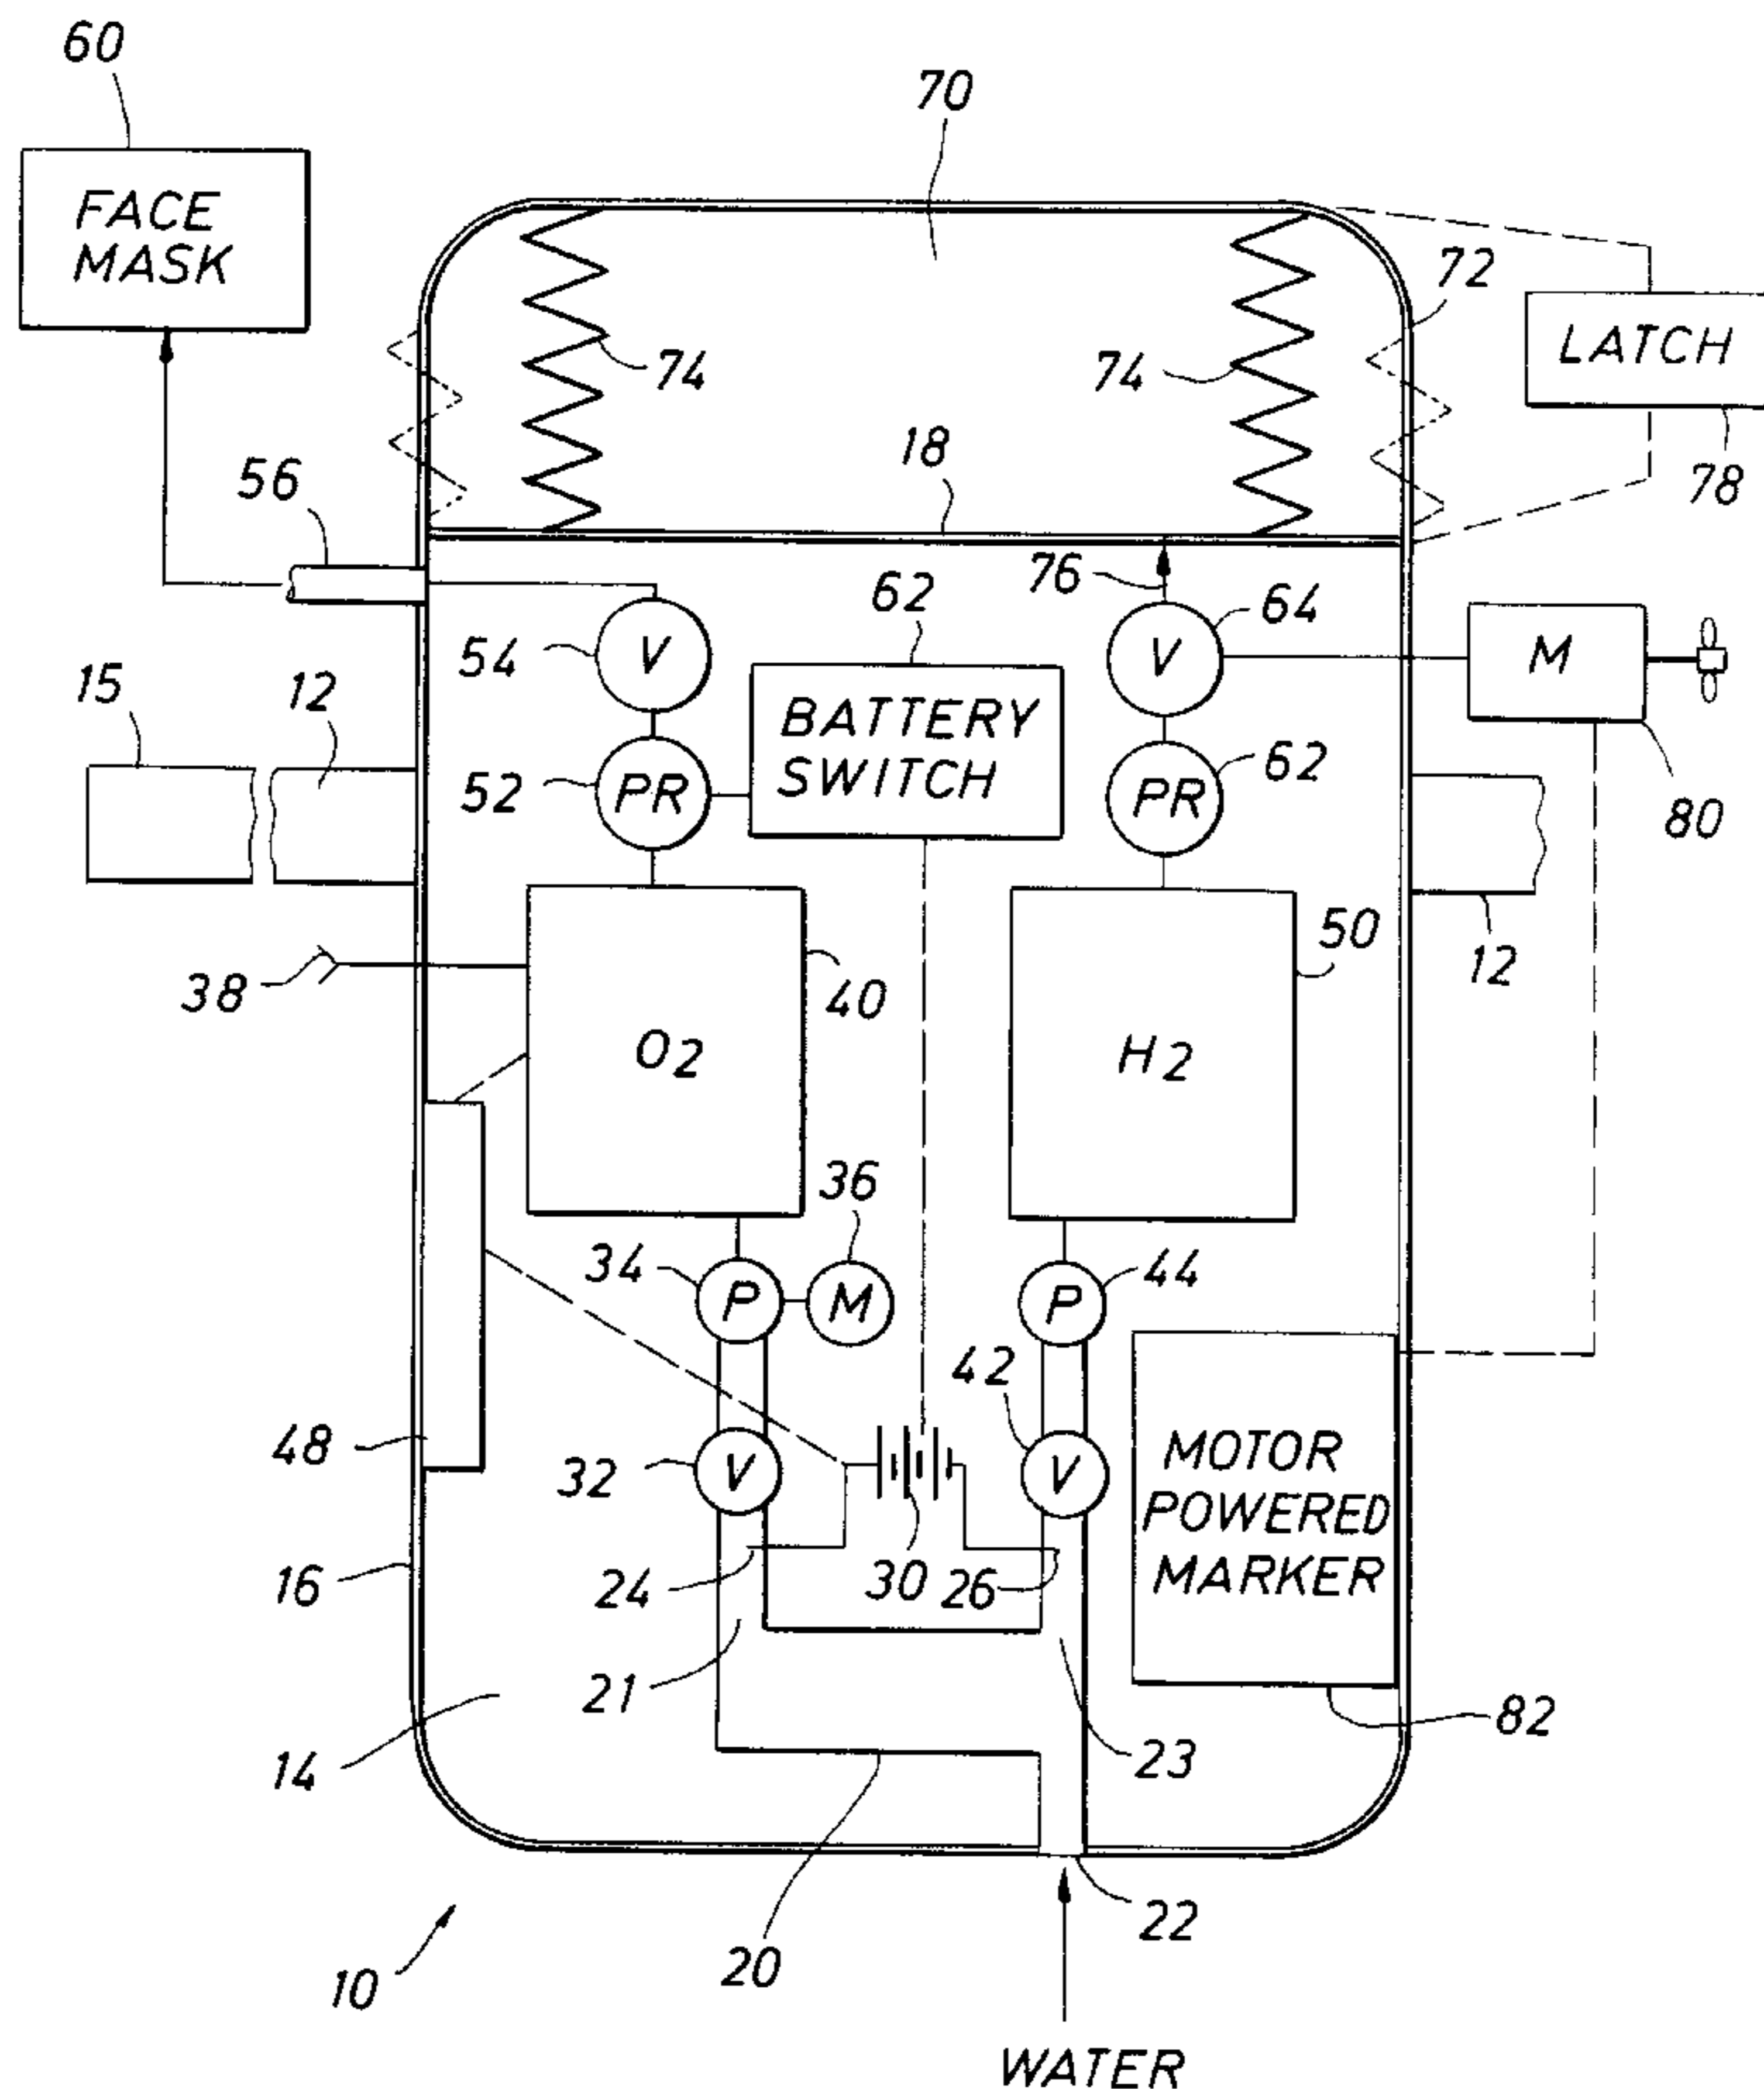 60
70
FACE
MASK
72
LATCH
74
74
18
78
56
76
62
64
54
V
V
M
15
12
BATTERY
SWITCH
52
PR
PR
62
80
50
12
38
40
O2
H2
36
34
44
P
M
P
42
48
32
V
V
MOTOR
POWERED
MARKER
16
24
30
26
21
14
23
82
22
20
10
WATER